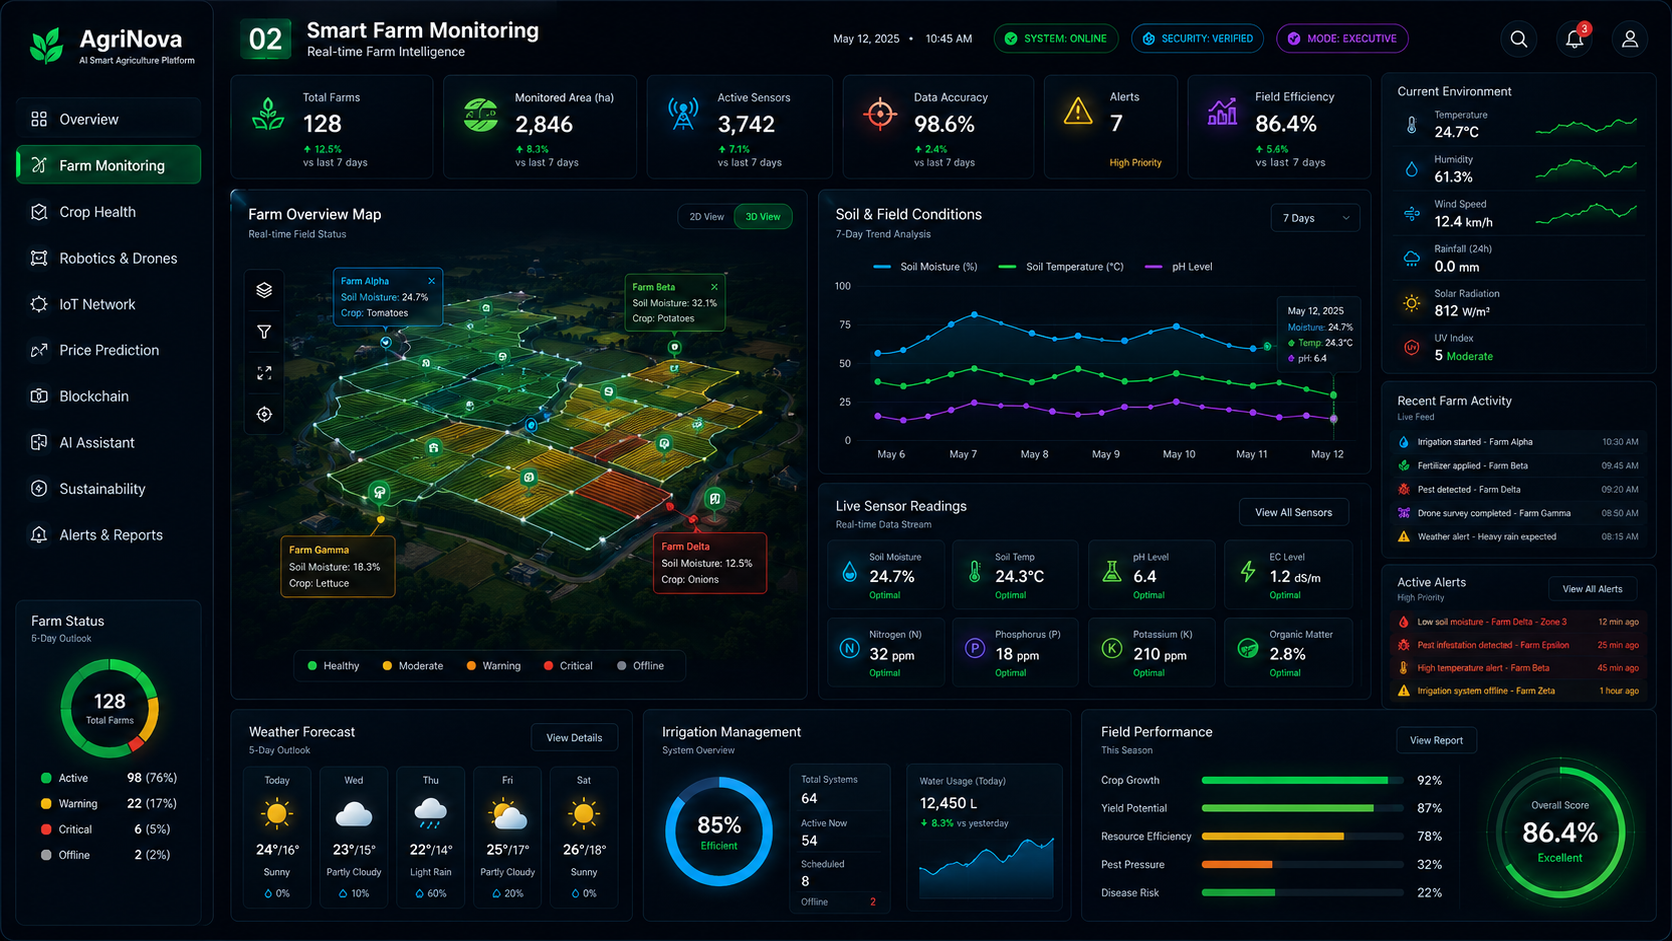 AgriNova
AI Smart Agriculture Platform
Overview
Farm Monitoring
Crop Health
Robotics & Drones
IoT Network
Price Prediction
Blockchain
AI Assistant
Sustainability
Alerts & Reports
Farm Status
5-Day Outlook
128
Total Farms
Active 98 (76%)
Warning 22 (17%)
Critical 6 (5%)
Offline 2 (2%)
02
Smart Farm Monitoring
Real-time Farm Intelligence
May 12, 2025 • 10:45 AM
SYSTEM: ONLINE
SECURITY: VERIFIED
MODE: EXECUTIVE
3
Total Farms
128
12.5%
vs last 7 days
Monitored Area (ha)
2,846
8.3%
vs last 7 days
Active Sensors
3,742
7.1%
vs last 7 days
Data Accuracy
98.6%
2.4%
vs last 7 days
Alerts
7
High Priority
Field Efficiency
86.4%
5.6%
vs last 7 days
Farm Overview Map
Real-time Field Status
2D View
3D View
Farm Alpha
Soil Moisture: 24.7%
Crop: Tomatoes
Farm Beta
Soil Moisture: 32.1%
Crop: Potatoes
Farm Gamma
Soil Moisture: 18.3%
Crop: Lettuce
Farm Delta
Soil Moisture: 12.5%
Crop: Onions
Healthy
Moderate
Warning
Critical
Offline
Soil & Field Conditions
7-Day Trend Analysis
7 Days
Soil Moisture (%)
Soil Temperature (°C)
pH Level
100
75
50
25
0
May 6
May 7
May 8
May 9
May 10
May 11
May 12
May 12, 2025
Moisture: 24.7%
Temp: 24.3°C
pH: 6.4
Live Sensor Readings
Real-time Data Stream
View All Sensors
Soil Moisture
24.7%
Optimal
Soil Temp
24.3°C
Optimal
pH Level
6.4
Optimal
EC Level
1.2 dS/m
Optimal
N
Nitrogen (N)
32 ppm
Optimal
P
Phosphorus (P)
18 ppm
Optimal
K
Potassium (K)
210 ppm
Optimal
Organic Matter
2.8%
Optimal
Current Environment
Temperature
24.7°C
Humidity
61.3%
Wind Speed
12.4 km/h
Rainfall (24h)
0.0 mm
Solar Radiation
812 W/m²
UV
UV Index
5 Moderate
Recent Farm Activity
Live Feed
Irrigation started - Farm Alpha 10:30 AM
Fertilizer applied - Farm Beta 09:45 AM
Pest detected - Farm Delta 09:20 AM
Drone survey completed - Farm Gamma 08:50 AM
Weather alert - Heavy rain expected 08:15 AM
Active Alerts
High Priority
View All Alerts
Low soil moisture - Farm Delta - Zone 3 12 min ago
Pest infestation detected - Farm Epsilon 25 min ago
High temperature alert - Farm Beta 45 min ago
Irrigation system offline - Farm Zeta 1 hour ago
Weather Forecast
5-Day Outlook
View Details
Today
24°/16°
Sunny
0%
Wed
23°/15°
Partly Cloudy
10%
Thu
22°/14°
Light Rain
60%
Fri
25°/17°
Partly Cloudy
20%
Sat
26°/18°
Sunny
0%
Irrigation Management
System Overview
85%
Efficient
Total Systems
64
Active Now
54
Scheduled
8
Offline 2
Water Usage (Today)
12,450 L
8.3% vs yesterday
Field Performance
This Season
View Report
Crop Growth 92%
Yield Potential 87%
Resource Efficiency 78%
Pest Pressure 32%
Disease Risk 22%
Overall Score
86.4%
Excellent